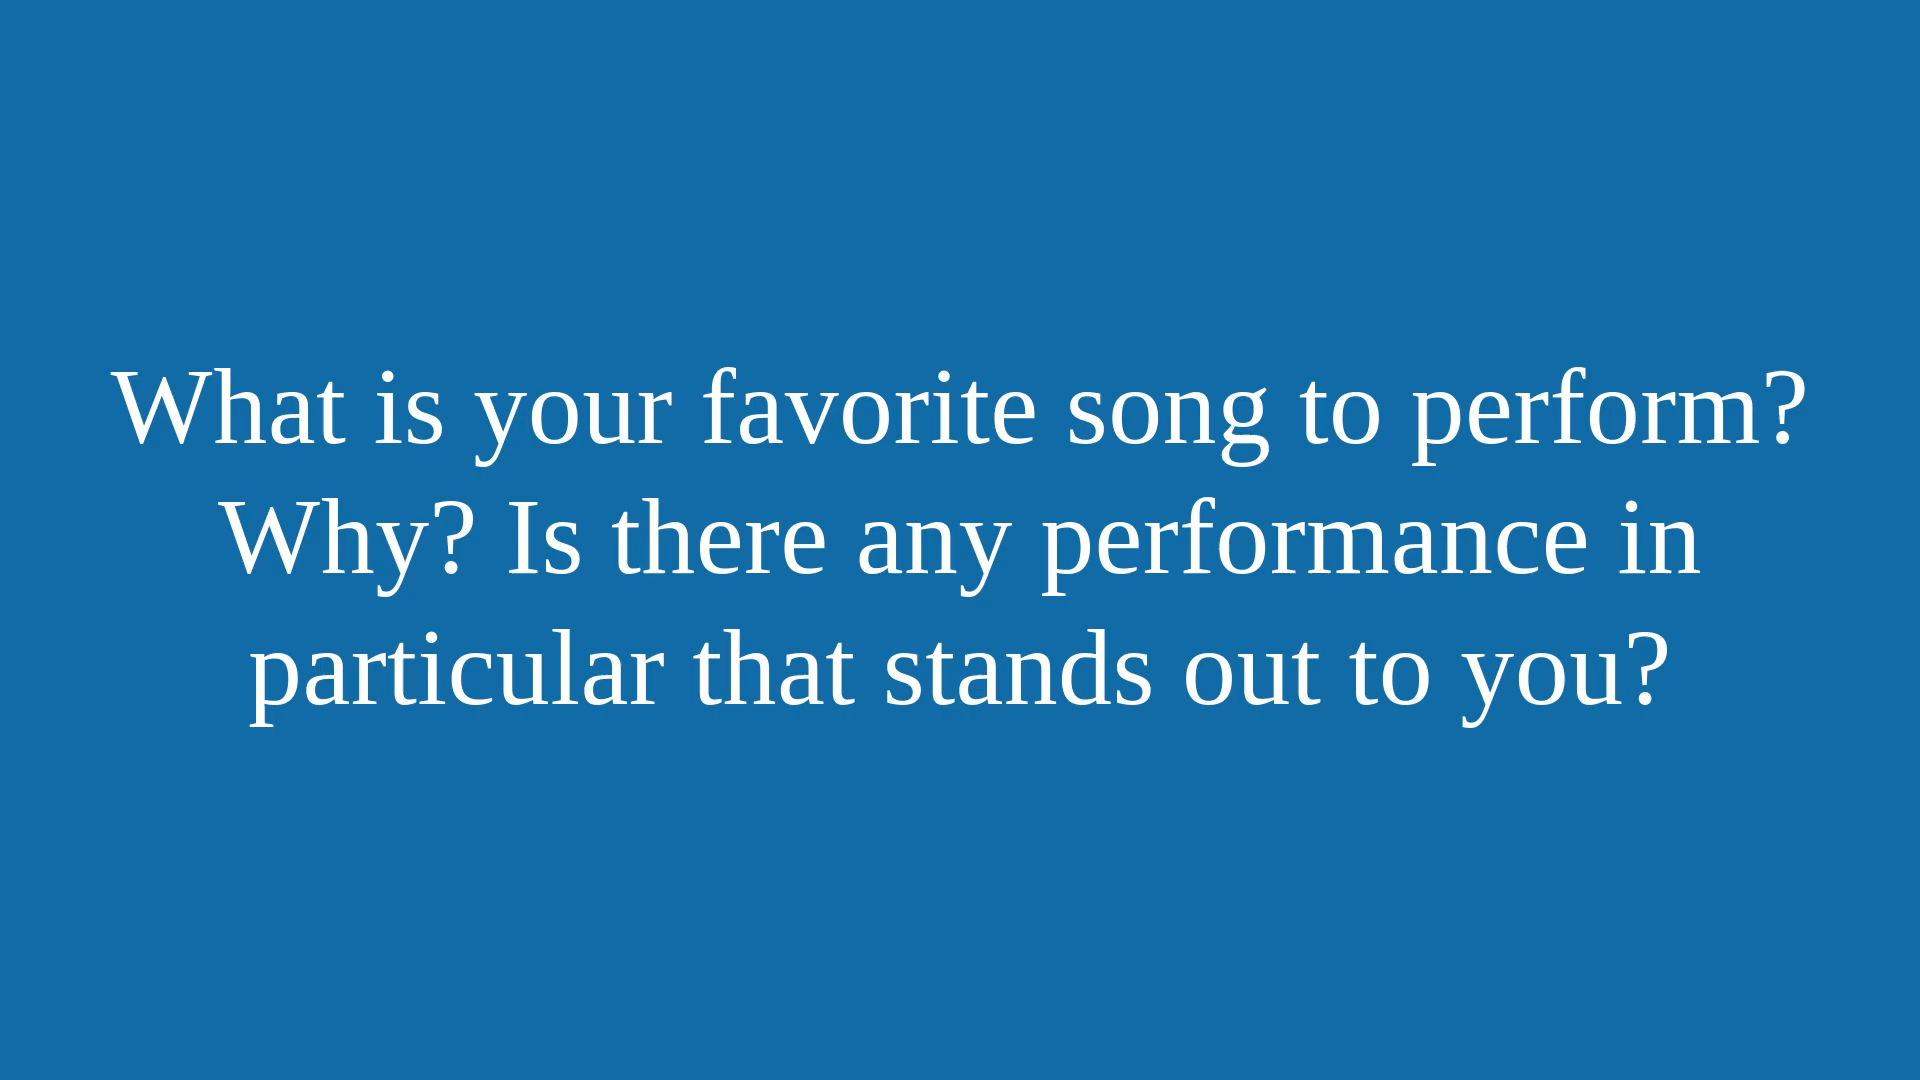 What is your favorite song to perform?
Why? Is there any performance in
particular that stands out to you?